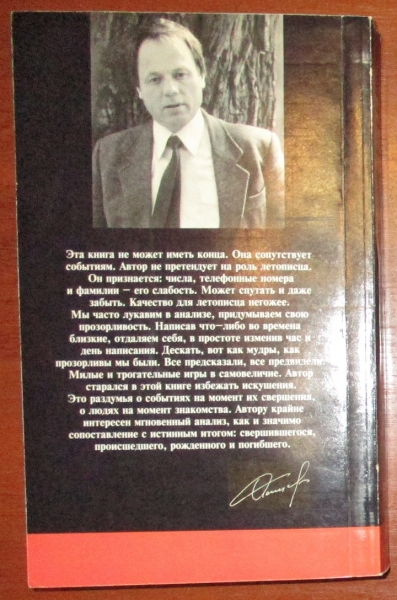 Эта книга не может иметь конца. Она сопутствует
событиям. Автор не претендует на роль летописца.
Он признается: числа, телефонные номера
и фамилии — его слабость. Может спутать и даже
забыть. Качество для летописца негожее.
Мы часто лукавим в анализе, придумываем свою
прозорливость. Написав что-либо во времена
близкие, отдаляем себя, в простоте изменив час и
день написания. Дескать, вот как мудры, как
прозорливы мы были. Все предсказали, все предвидели.
Милые и трогательные игры в самовеличие. Автор
старался в этой книге избежать искушения.
Это раздумья о событиях на момент их свершения,
о людях на момент знакомства. Автору крайне
интересен мгновенный анализ, как и значимо
сопоставление с истинным итогом: свершившегося,
происшедшего, рожденного и погибшего.